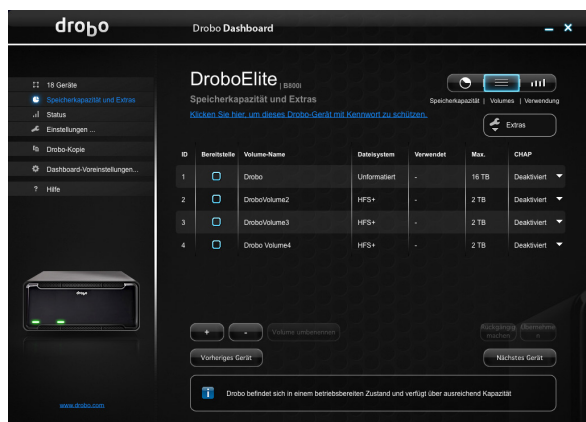 drobo
Drobo Dashboard
18 Geräte
Speicherkapazität und Extras
Status
Einstellungen ...
Drobo-Kopie
Dashboard-Voreinstellungen...
? Hilfe
www.drobo.com
drobo
DroboElite | B800i
Speicherkapazität und Extras
Klicken Sie hier, um dieses Drobo-Gerät mit Kennwort zu schützen.
Speicherkapazität | Volumes | Verwendung
Extras
ID Bereitstelle Volume-Name Dateisystem Verwendet Max. CHAP
1 Drobo Unformatiert - 16 TB Deaktiviert
2 DroboVolume2 HFS+ - 2 TB Deaktiviert
3 DroboVolume3 HFS+ - 2 TB Deaktiviert
4 Drobo Volume4 HFS+ - 2 TB Deaktiviert
+ - Volume umbenennen
Rückgängig machen
Übernehme
e
Vorheriges Gerät
Nächstes Gerät
Drobo befindet sich in einem betriebsbereiten Zustand und verfügt über ausreichend Kapazität